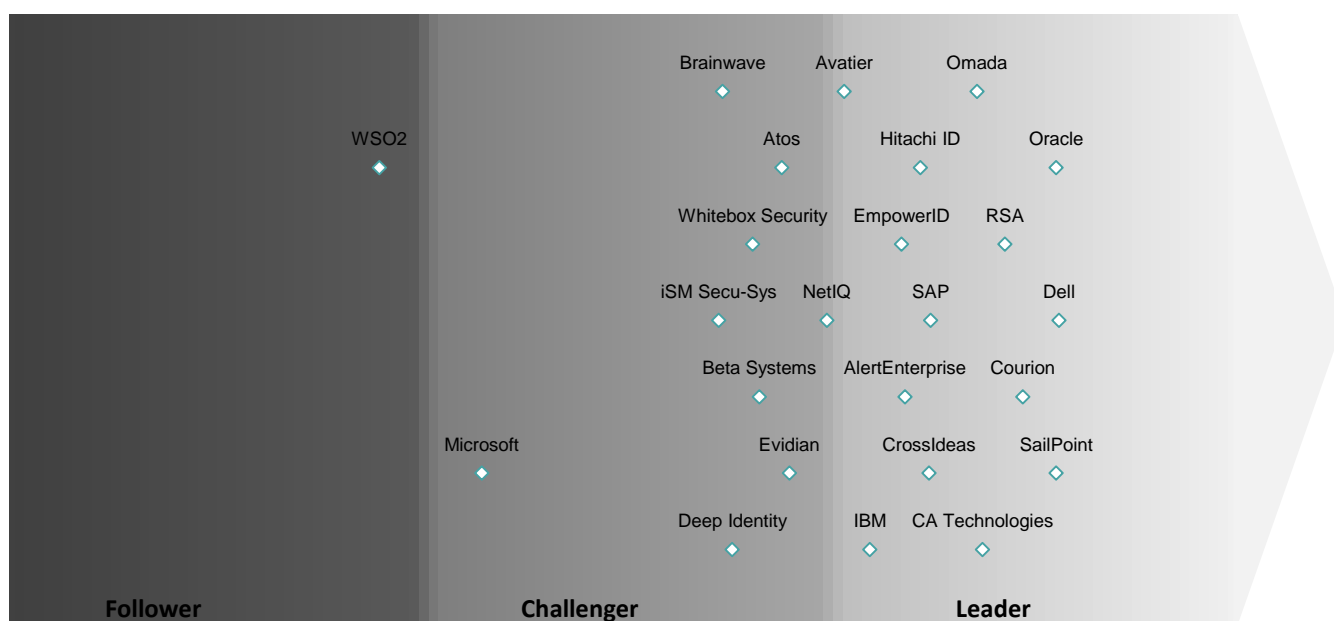 Brainwave Avatier Omada
WSO2 Atos Hitachi ID Oracle
Whitebox Security EmpowerID RSA
iSM Secu-Sys NetIQ SAP Dell
Beta Systems AlertEnterprise Courion
Microsoft Evidian CrossIdeas SailPoint
Deep Identity IBM CA Technologies
Follower Challenger Leader